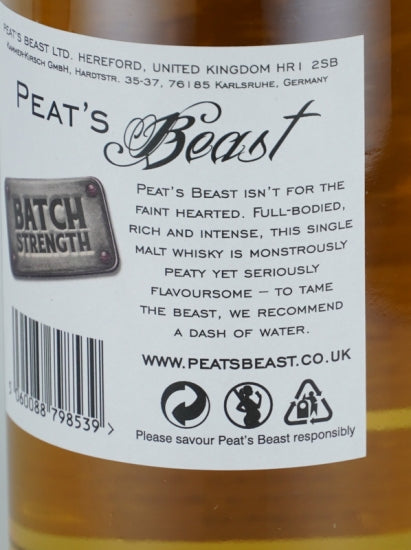 PEAT'S BEAST LTD. HEREFORD, UNITED KINGDOM HR1 2SB
KAMMER-KIRSCH GMBH, HARDTSTR. 35-37, 76185 KARLSRUHE, GERMANY
PEAT'S Beast
BATCH
STRENGTH
PEAT'S BEAST ISN'T FOR THE
FAINT HEARTED. FULL-BODIED,
RICH AND INTENSE, THIS SINGLE
MALT WHISKY IS MONSTROUSLY
PEATY YET SERIOUSLY
FLAVOURSOME – TO TAME
THE BEAST, WE RECOMMEND
A DASH OF WATER.
WWW.PEATSBEAST.CO.UK
5 060088 798539 >
Please savour Peat's Beast responsibly